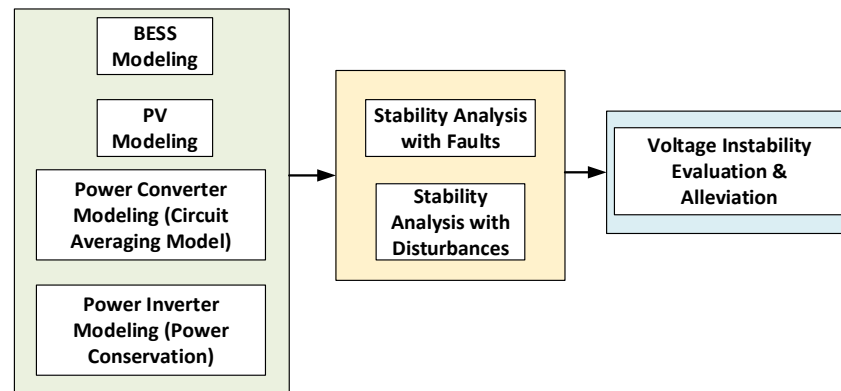 BESS
Modeling
PV
Modeling
Power Converter
Modeling (Circuit
Averaging Model)
Power Inverter
Modeling (Power
Conservation)
Stability Analysis
with Faults
Stability
Analysis with
Disturbances
Voltage Instability
Evaluation &
Alleviation